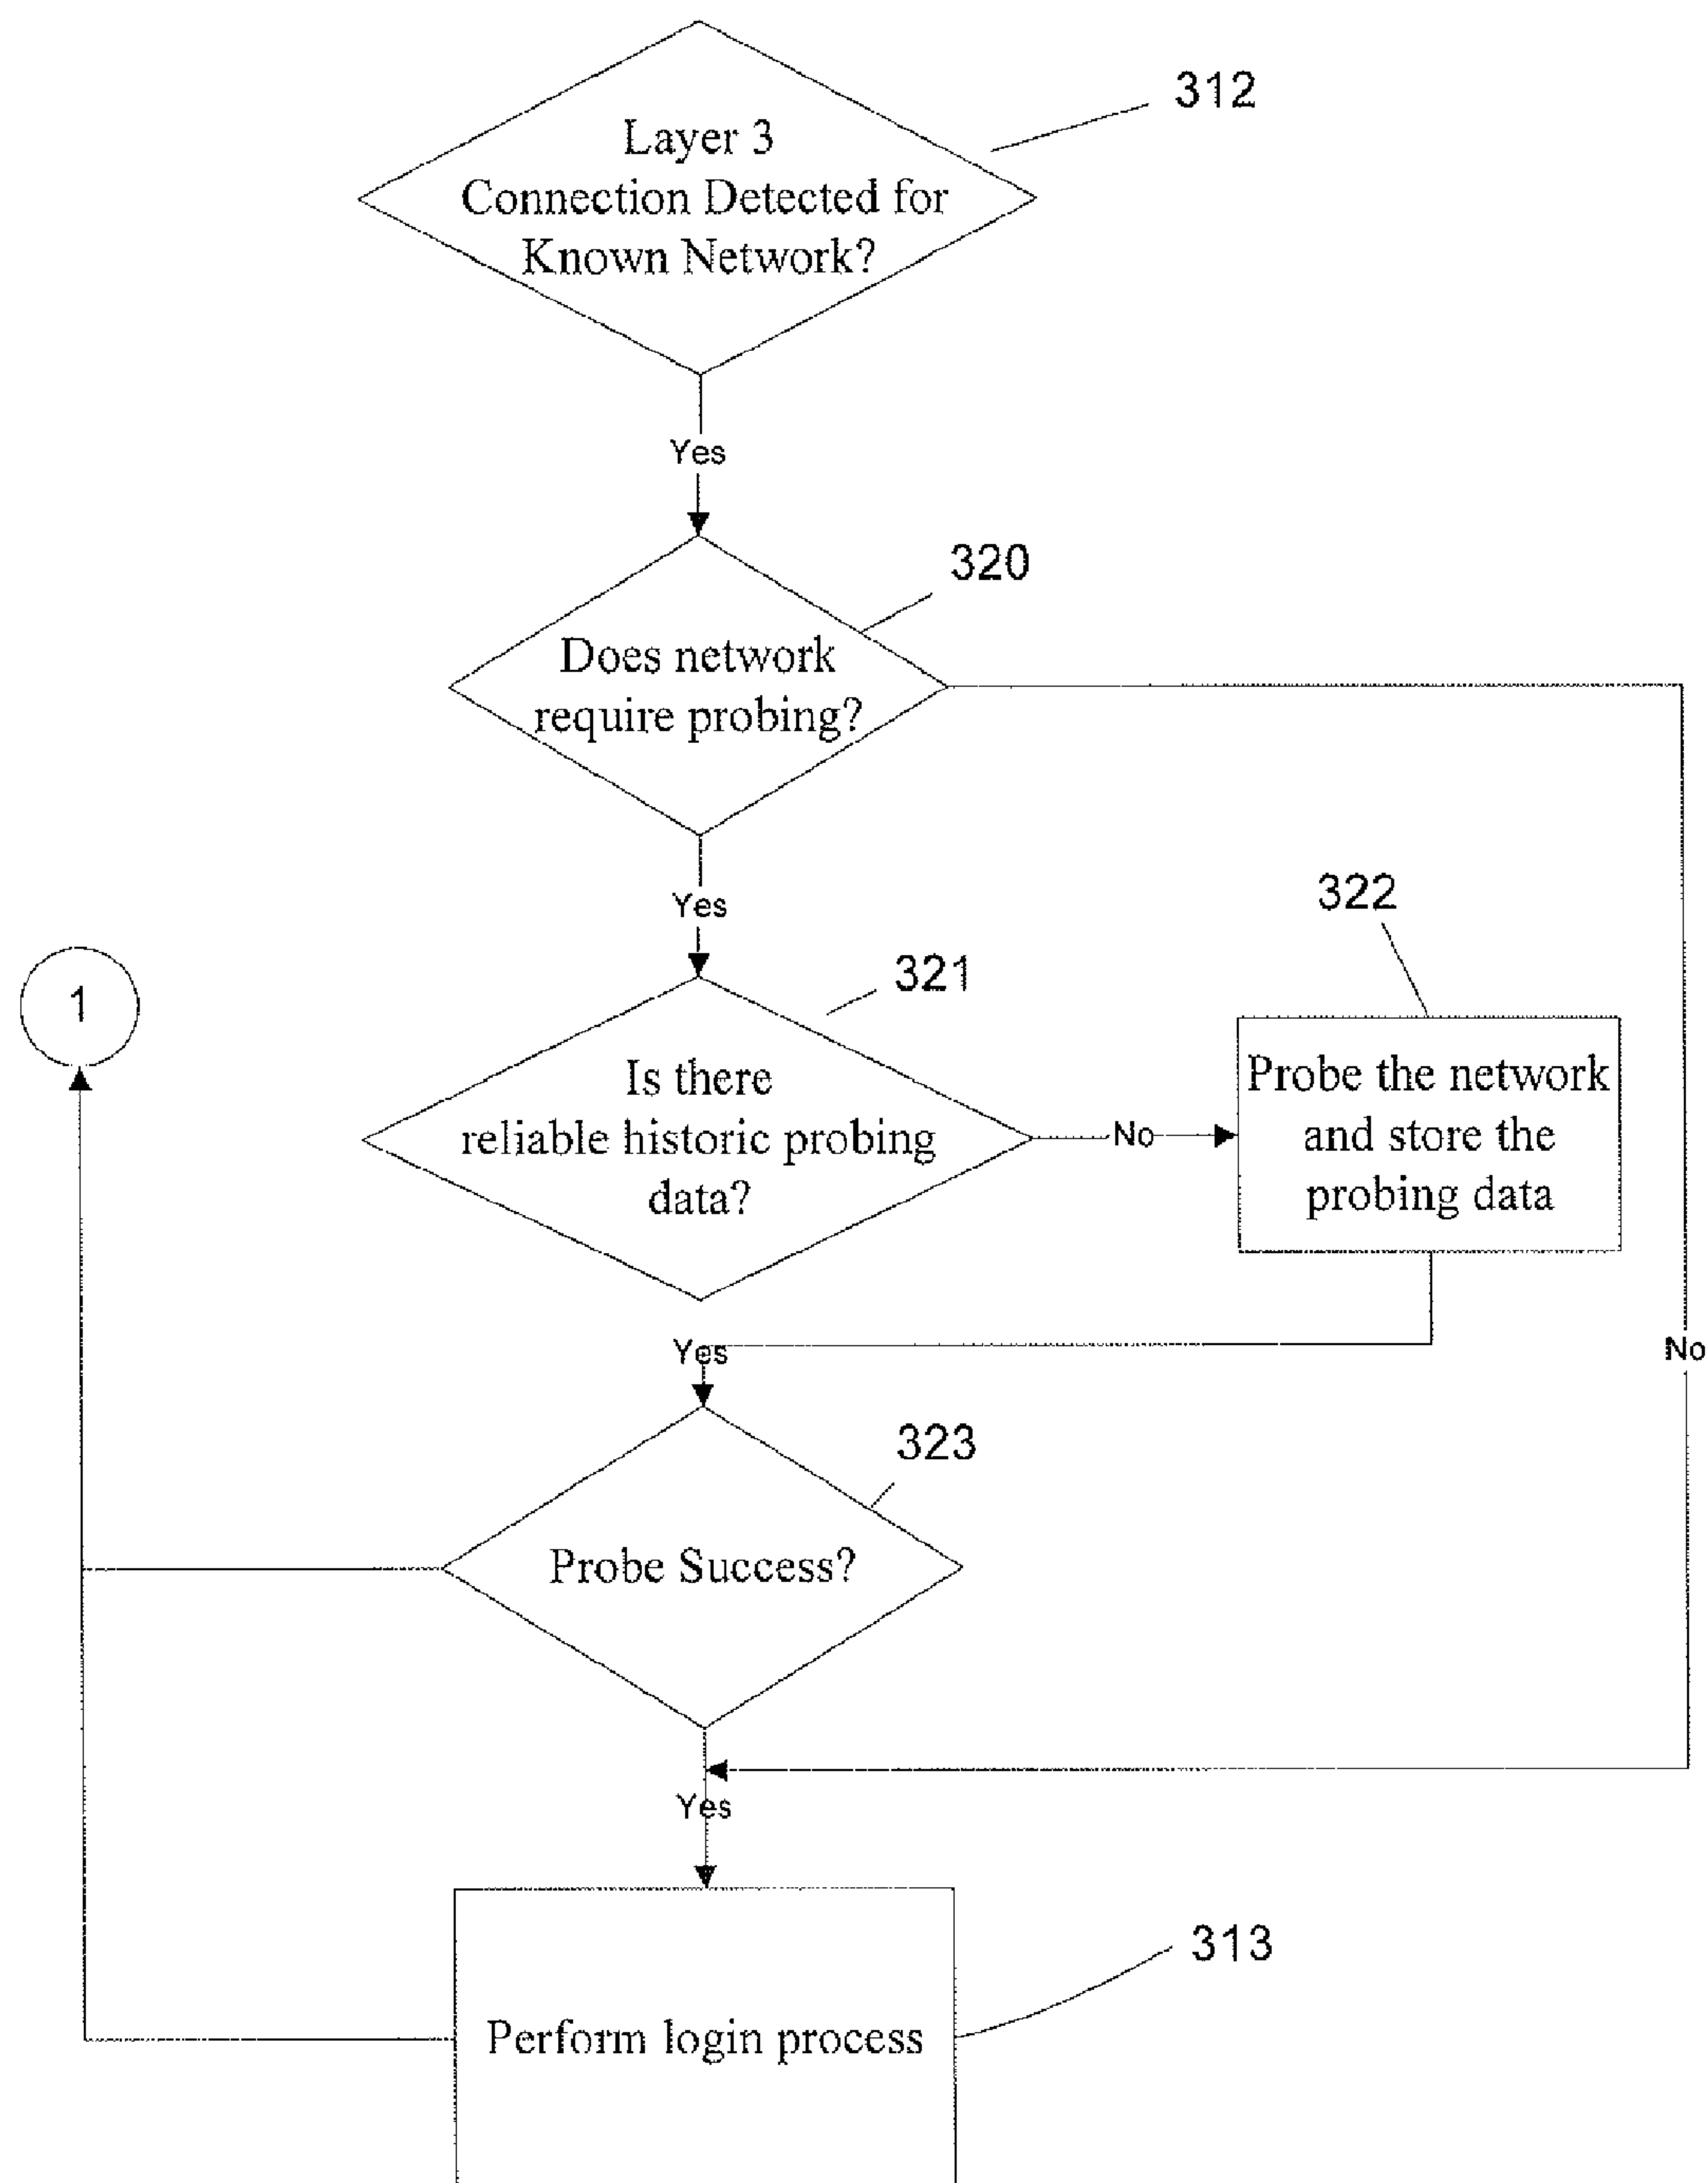 312
Layer 3
Connection Detected for
Known Network?
Yes
320
Does network
require probing?
Yes
322
321
1
Is there
reliable historic probing
data?
No
Probe the network
and store the
probing data
Yes
No
323
Probe Success?
Yes
313
Perform login process